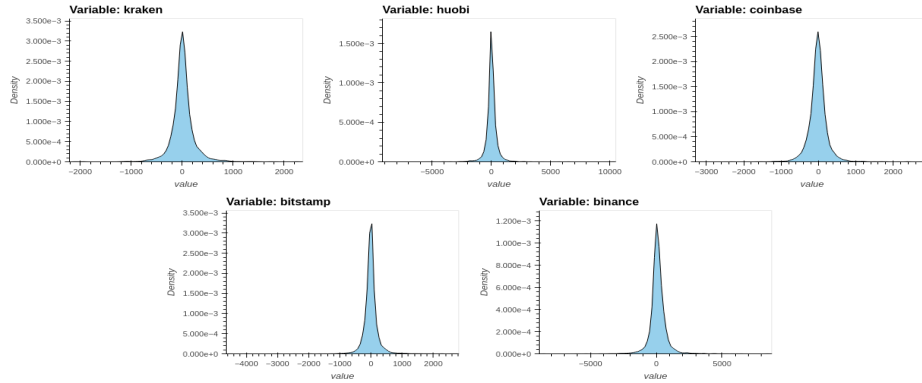 Variable: kraken
3.500e−3
3.000e−3
2.500e−3
2.000e−3
1.500e−3
1.000e−3
5.000e−4
0.000e+0
Density
−2000 −1000 0 1000 2000
value
Variable: huobi
1.500e−3
1.000e−3
5.000e−4
0.000e+0
Density
−5000 0 5000 10000
value
Variable: coinbase
2.500e−3
2.000e−3
1.500e−3
1.000e−3
5.000e−4
0.000e+0
Density
−3000 −2000 −1000 0 1000 2000
value
Variable: bitstamp
3.500e−3
3.000e−3
2.500e−3
2.000e−3
1.500e−3
1.000e−3
5.000e−4
0.000e+0
Density
−4000 −3000 −2000 −1000 0 1000 2000
value
Variable: binance
1.200e−3
1.000e−3
8.000e−4
6.000e−4
4.000e−4
2.000e−4
0.000e+0
Density
−5000 0 5000
value